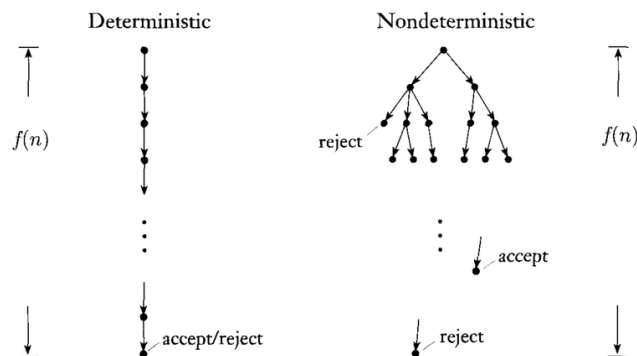 Deterministic
Nondeterministic
f(n)
reject
f(n)
accept
accept/reject
reject